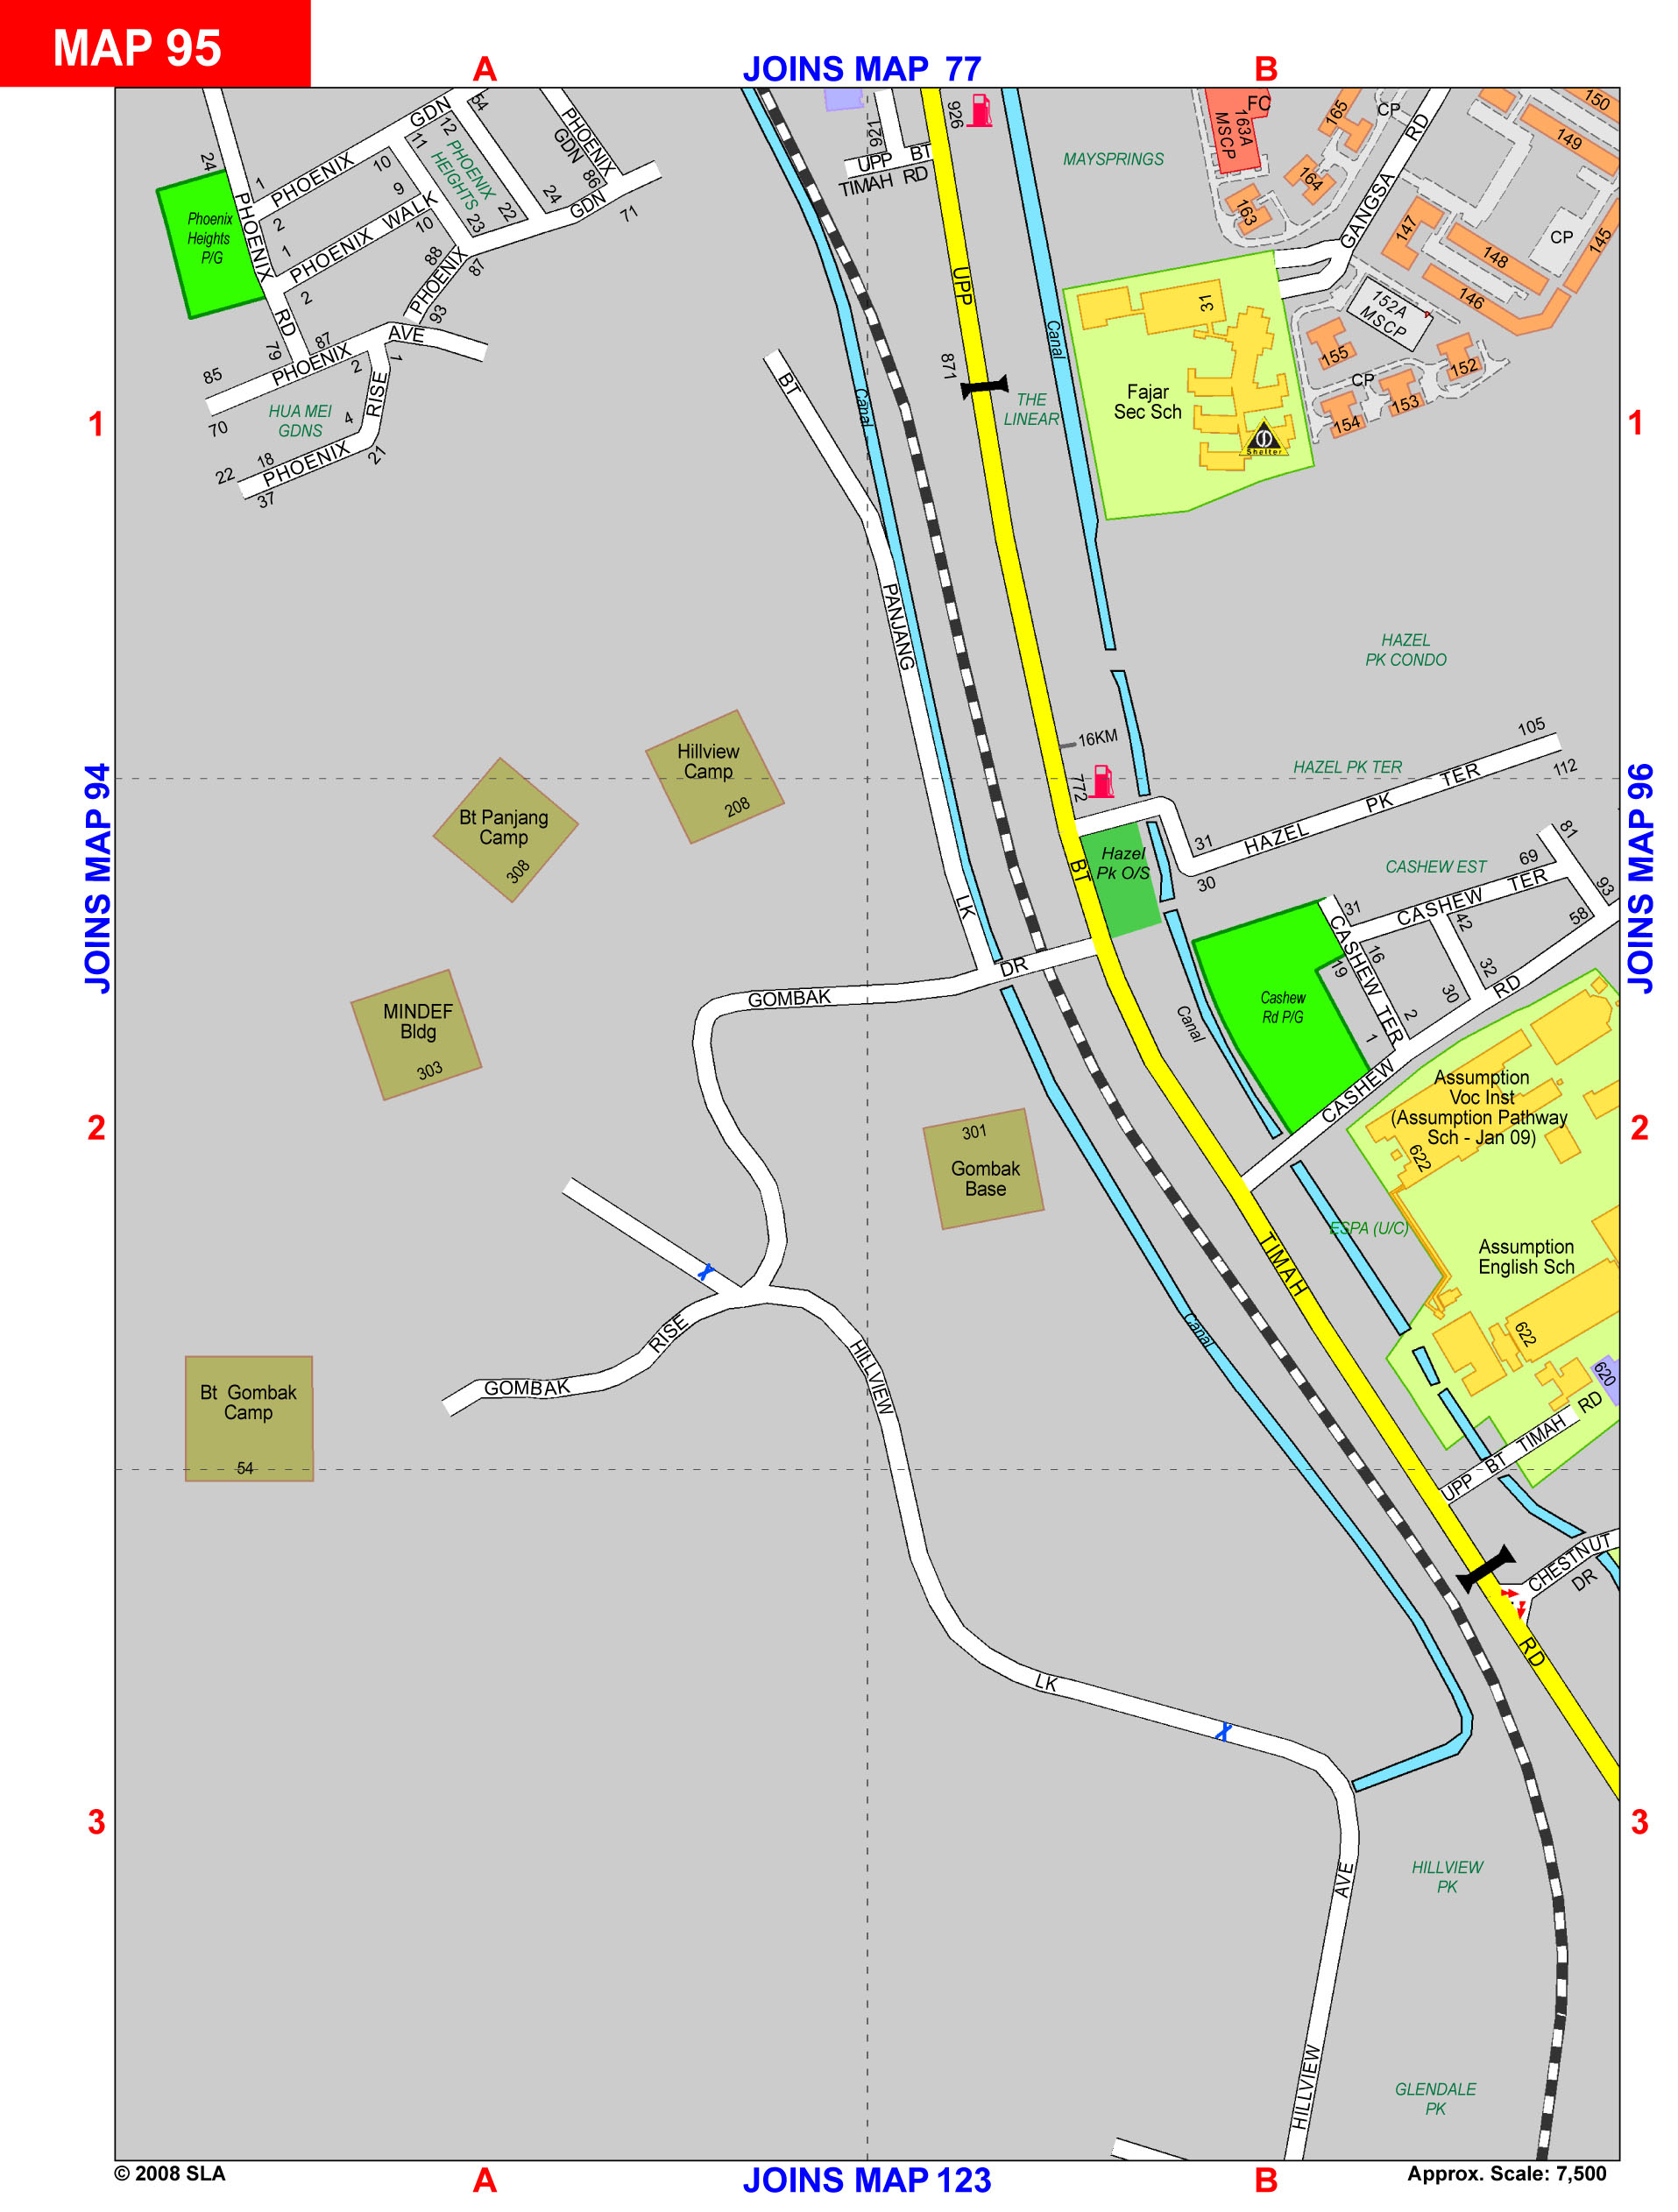 MAP 95
A
JOINS MAP 77
B
JOINS MAP 94
JOINS MAP 96
1
1
2
2
3
3
24
PHOENIX
RD
79
Phoenix
Heights
P/G
1
PHOENIX
GDN
2
10
11
12
54
PHOENIX
HEIGHTS
1
PHOENIX WALK
2
9
10
22
23
24
PHOENIX
GDN
86
GDN
71
88
PHOENIX
87
93
AVE
85
PHOENIX
87
70
2
1
RISE
4
HUA MEI
GDNS
22
18
PHOENIX
37
21
921
UPP BT
TIMAH RD
926
UPP
871
Canal
Canal
MAYSPRINGS
THE
LINEAR
FC
163A
MSCP
165
CP
164
163
GANGSA
RD
150
149
147
148
146
145
CP
152A
MSCP
155
CP
152
153
154
31
Fajar
Sec Sch
Shelter
BT
PANJANG
LK
HAZEL
PK CONDO
16KM
772
HAZEL PK TER
105
112
HAZEL PK TER
31
30
Hazel
Pk O/S
BT
Hillview
Camp
208
Bt Panjang
Camp
308
MINDEF
Bldg
303
GOMBAK
DR
CASHEW EST
81
69
93
58
31
CASHEW TER
42
32
30
16
19
CASHEW TER
2
1
Cashew
Rd P/G
Canal
CASHEW
RD
301
Gombak
Base
Assumption
Voc Inst
(Assumption Pathway
Sch - Jan 09)
622
ESPA (U/C)
Assumption
English Sch
622
620
TIMAH
Canal
RISE
GOMBAK
HILLVIEW
Bt Gombak
Camp
54
UPP BT TIMAH RD
CHESTNUT
DR
RD
LK
AVE
HILLVIEW
HILLVIEW
PK
GLENDALE
PK
© 2008 SLA
A
JOINS MAP 123
B
Approx. Scale: 7,500